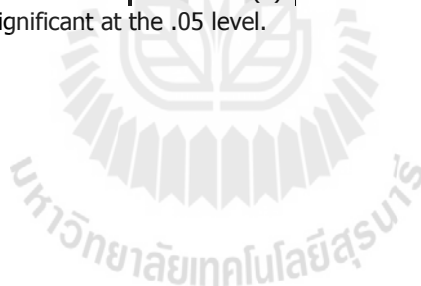 ignificant at the .05 level.
มหาวิทยาลัยเทคโนโลยีสุรนารี